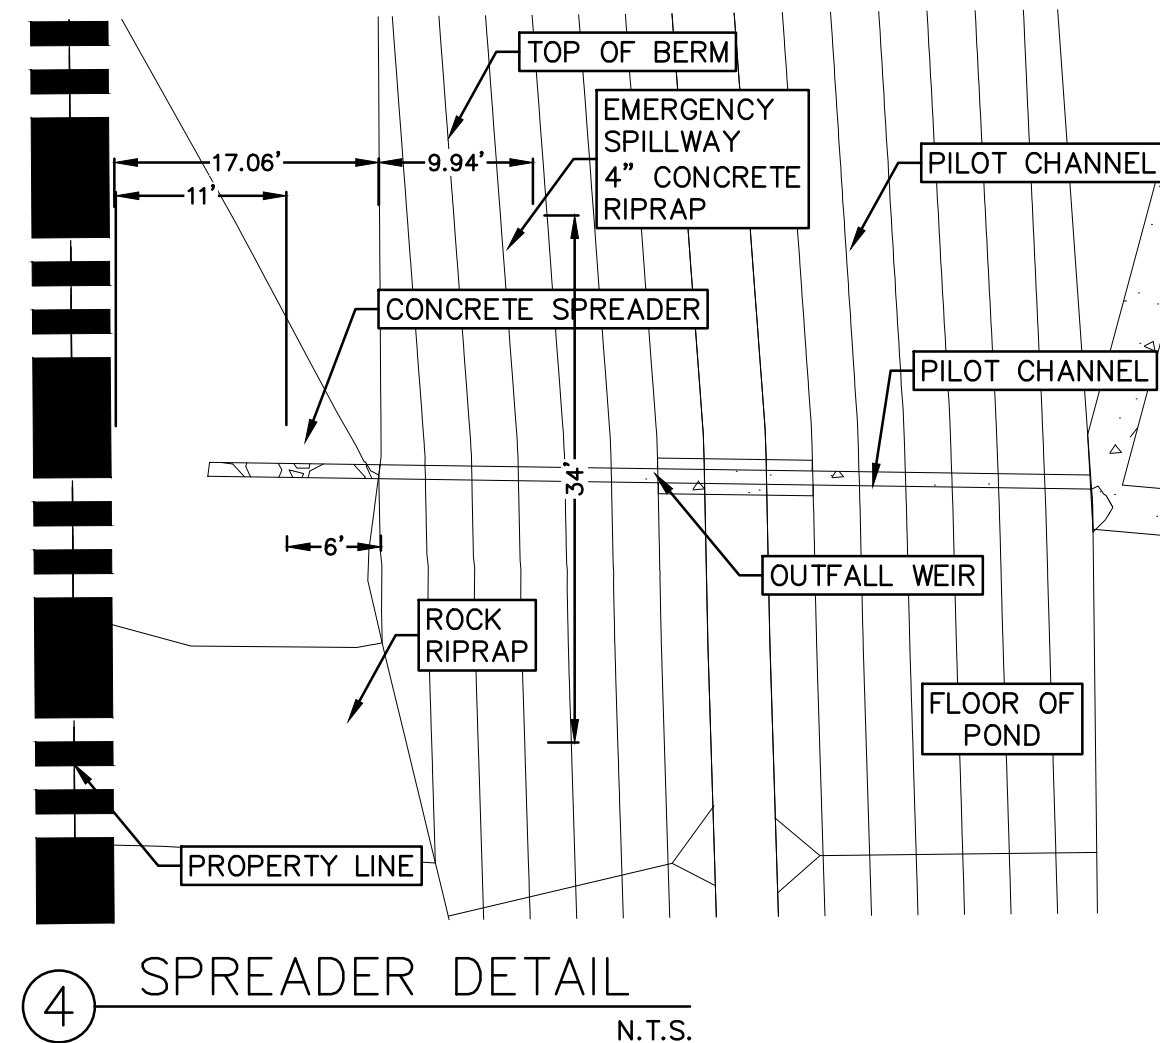 TOP OF BERM
EMERGENCY
SPILLWAY
4" CONCRETE
RIPRAP
17.06'
9.94'
PILOT CHANNEL
11'
CONCRETE SPREADER
PILOT CHANNEL
34'
6'
OUTFALL WEIR
ROCK
RIPRAP
FLOOR OF
POND
PROPERTY LINE
4
SPREADER DETAIL
N.T.S.